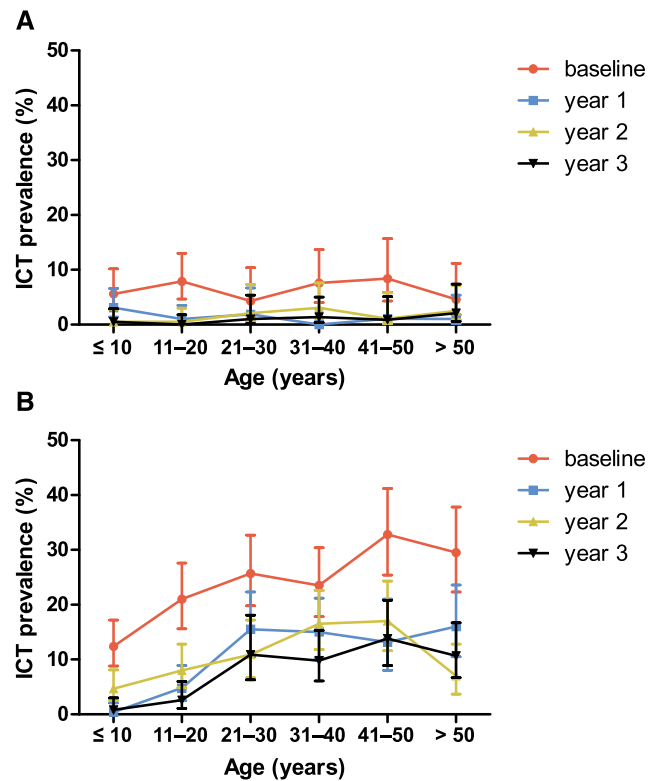 A
ICT prevalence (%)
50
40
30
20
10
0
≤ 10 11–20 21–30 31–40 41–50 > 50
Age (years)
baseline
year 1
year 2
year 3
B
ICT prevalence (%)
50
40
30
20
10
0
≤ 10 11–20 21–30 31–40 41–50 > 50
Age (years)
baseline
year 1
year 2
year 3